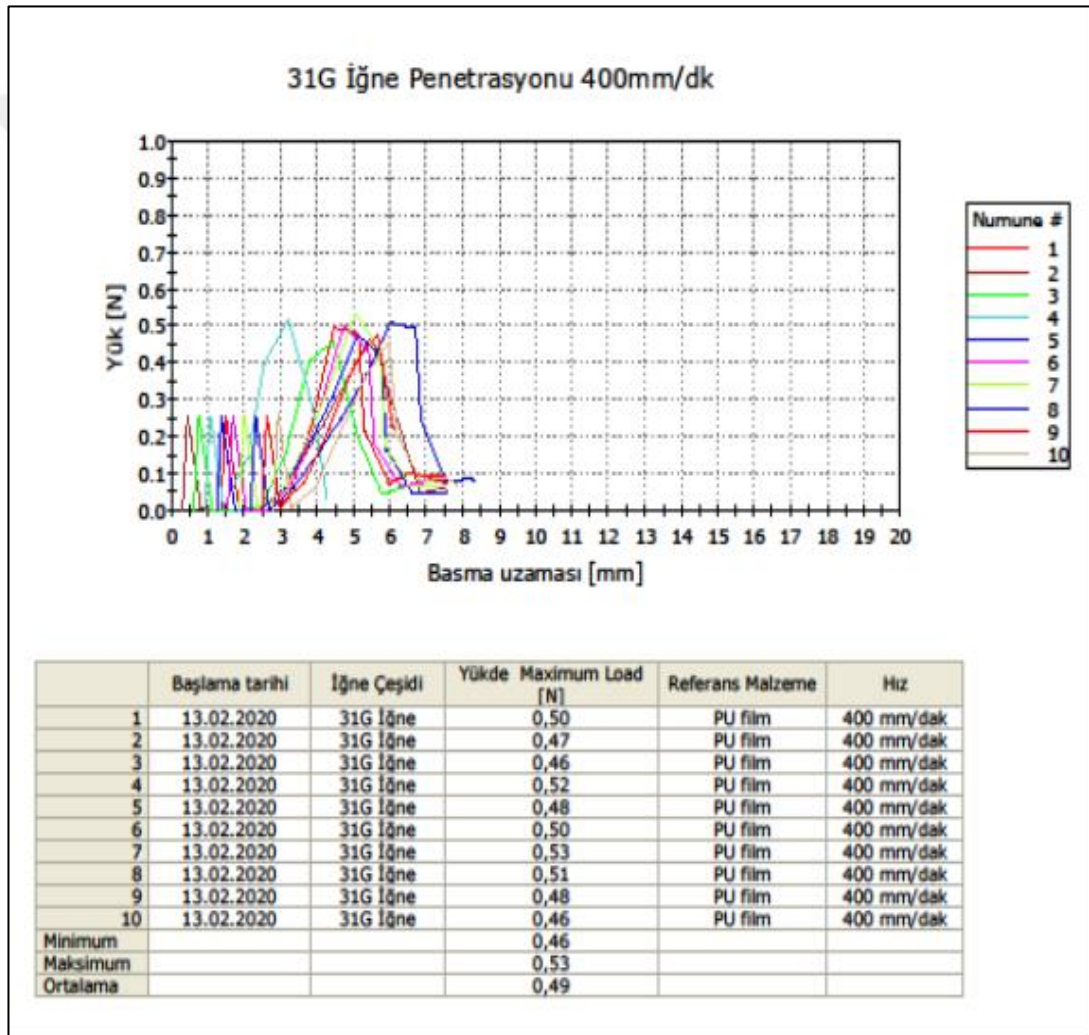 31G İğne Penetrasyonu 400mm/dk
1.0
0.9
0.8
0.7
0.6
0.5
0.4
0.3
0.2
0.1
0.0
Yük [N]
0 1 2 3 4 5 6 7 8 9 10 11 12 13 14 15 16 17 18 19 20
Basma uzaması [mm]
Numune #
1
2
3
4
5
6
7
8
9
10
Başlama tarihi İğne Çeşidi Yükde Maximum Load [N] Referans Malzeme Hız
1 13.02.2020 31G İğne 0,50 PU film 400 mm/dak
2 13.02.2020 31G İğne 0,47 PU film 400 mm/dak
3 13.02.2020 31G İğne 0,46 PU film 400 mm/dak
4 13.02.2020 31G İğne 0,52 PU film 400 mm/dak
5 13.02.2020 31G İğne 0,48 PU film 400 mm/dak
6 13.02.2020 31G İğne 0,50 PU film 400 mm/dak
7 13.02.2020 31G İğne 0,53 PU film 400 mm/dak
8 13.02.2020 31G İğne 0,51 PU film 400 mm/dak
9 13.02.2020 31G İğne 0,48 PU film 400 mm/dak
10 13.02.2020 31G İğne 0,46 PU film 400 mm/dak
Minimum 0,46
Maksimum 0,53
Ortalama 0,49